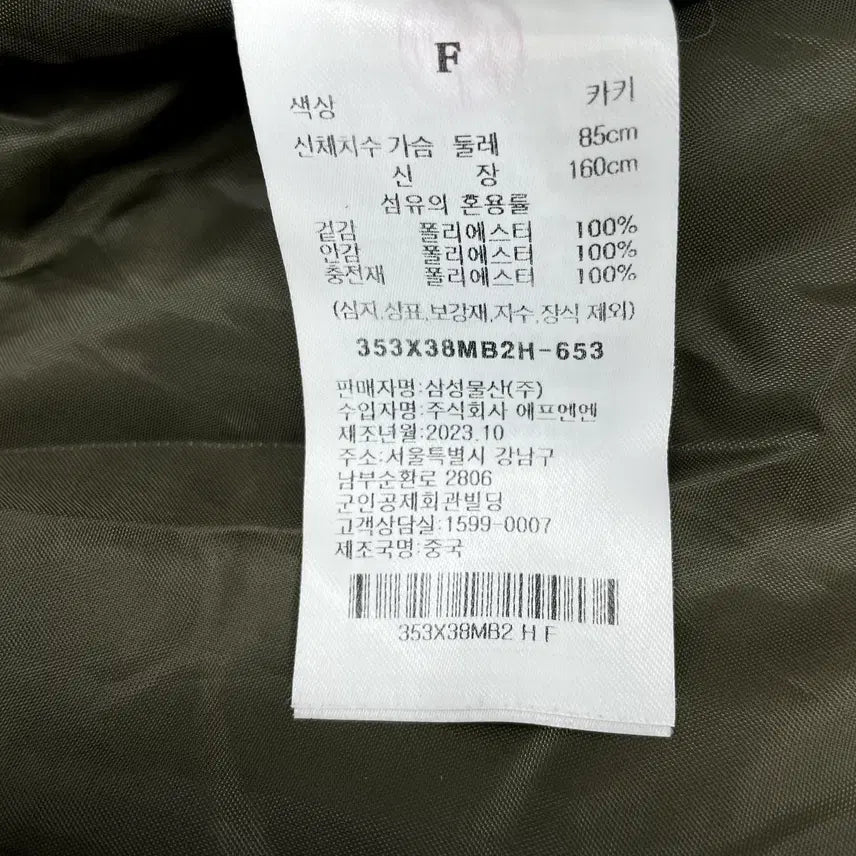 F
색상 카키
신체치수 가슴 둘레 85cm
신 장 160cm
섬유의 혼용률
겉감 폴리에스터 100%
안감 폴리에스터 100%
충전재 폴리에스터 100%
(심지,상표,보강재,자수,장식 제외)
353X38MB2H-653
판매자명:삼성물산(주)
수입자명:주식회사 에프엔엔
제조년월:2023.10
주소:서울특별시 강남구
남부순환로 2806
군인공제회관빌딩
고객상담실:1599-0007
제조국명:중국
353X38MB2 H F